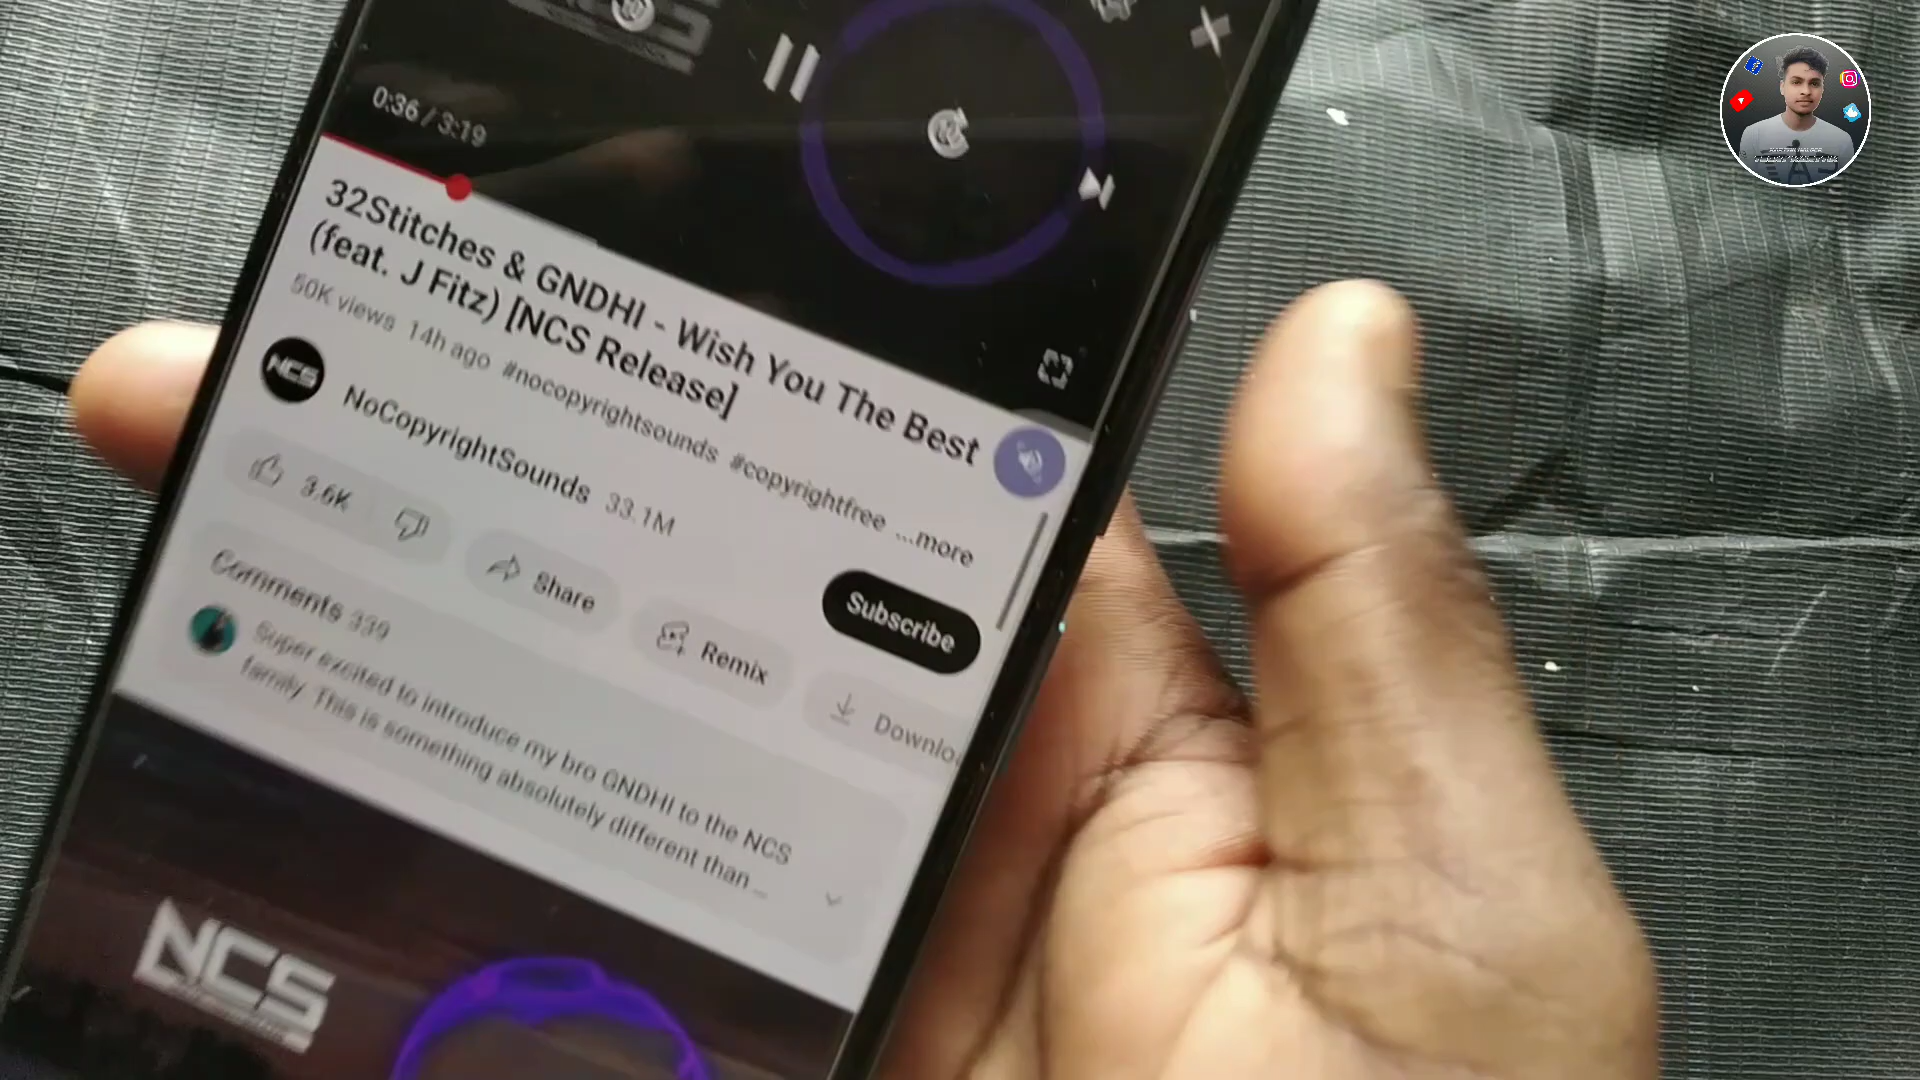 0:36 / 3:19
32Stitches & GNDHI - Wish You The Best
(feat. J Fitz) [NCS Release]
50K views 14h ago #nocopyrightsounds #copyrightfree ...more
NCS
NoCopyrightSounds 33.1M
Subscribe
3.6K
Share
Remix
Downlo
Comments 339
Super excited to introduce my bro GNDHI to the NCS
family This is something absolutely different than ...
NCS